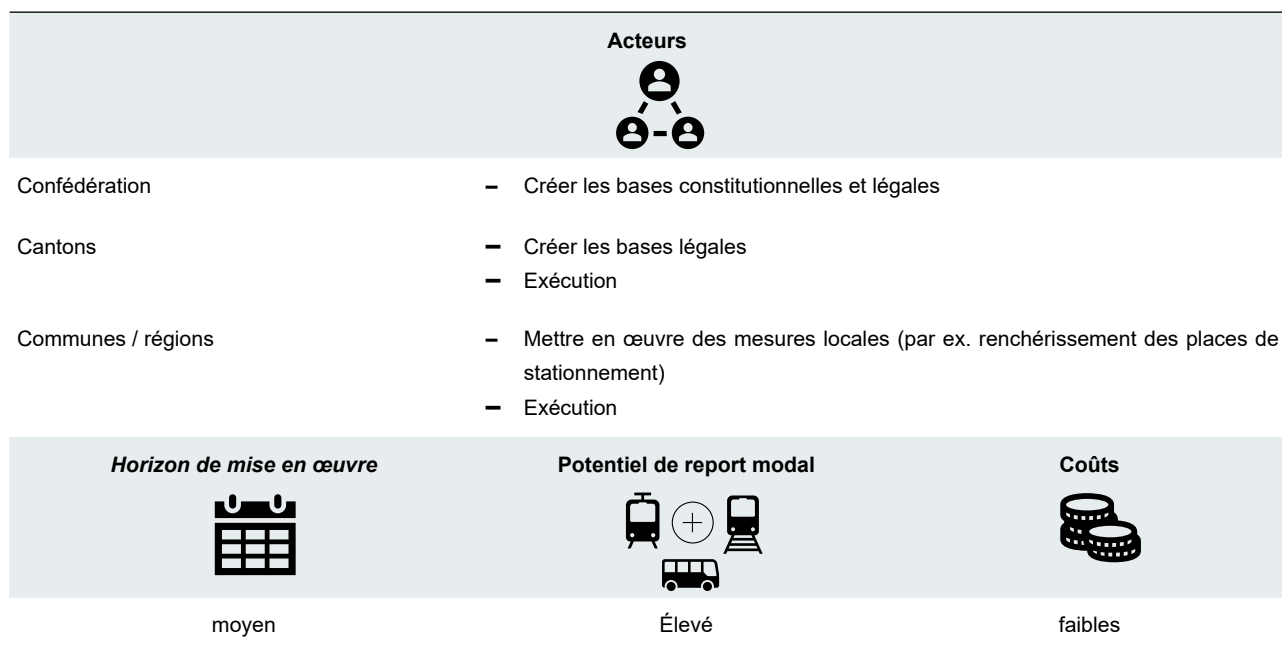 Acteurs
Confédération
– Créer les bases constitutionnelles et légales
Cantons
– Créer les bases légales
– Exécution
Communes / régions
– Mettre en œuvre des mesures locales (par ex. renchérissement des places de
stationnement)
– Exécution
Horizon de mise en œuvre
Potentiel de report modal
Coûts
moyen
Élevé
faibles